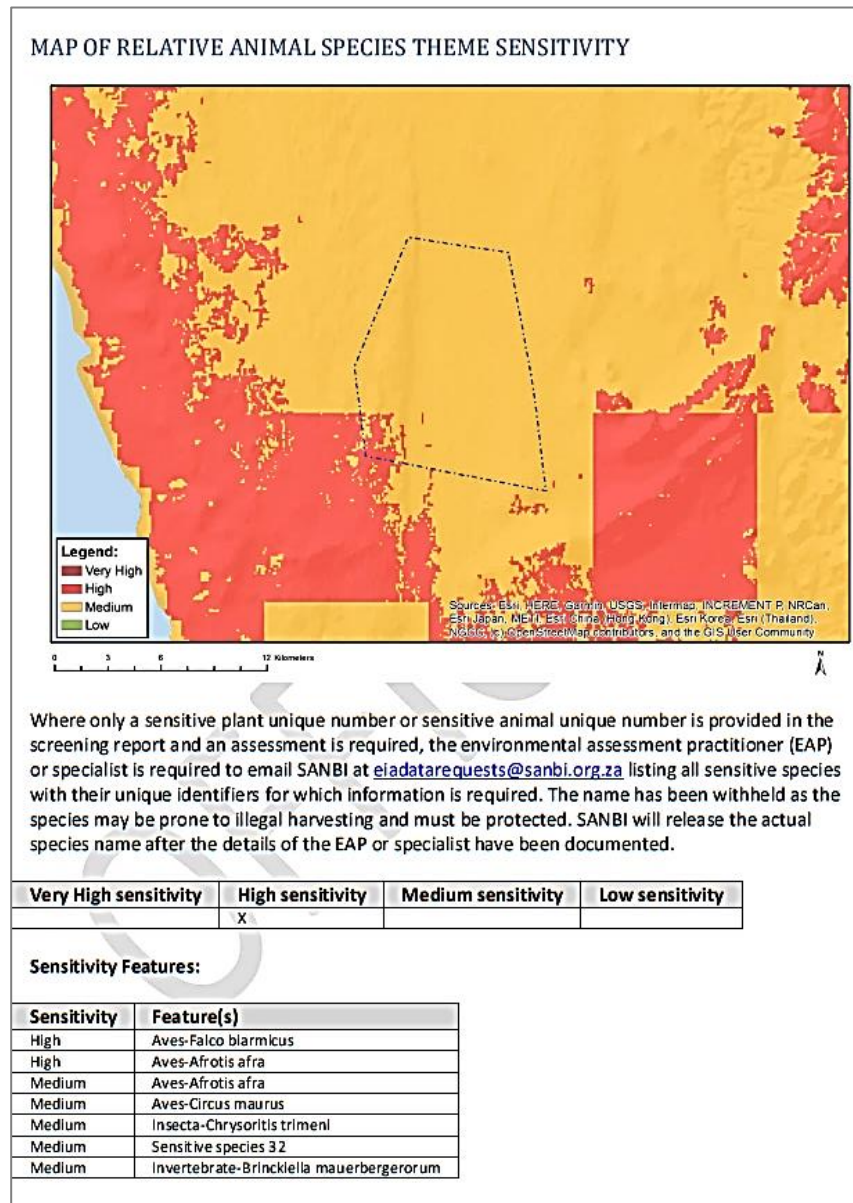 MAP OF RELATIVE ANIMAL SPECIES THEME SENSITIVITY
Legend:
Very High
High
Medium
Low
Sources: Esri, HERE, Garmin, USGS, Intermap, INCREMENT P, NRCan,
Esri Japan, METI, Esri China (Hong Kong), Esri Korea, Esri (Thailand),
NGCC, (c) OpenStreetMap contributors, and the GIS User Community
0 3 6 12 Kilometers
N
Where only a sensitive plant unique number or sensitive animal unique number is provided in the
screening report and an assessment is required, the environmental assessment practitioner (EAP)
or specialist is required to email SANBI at eiadatarequests@sanbi.org.za listing all sensitive species
with their unique identifiers for which information is required. The name has been withheld as the
species may be prone to illegal harvesting and must be protected. SANBI will release the actual
species name after the details of the EAP or specialist have been documented.
Very High sensitivity High sensitivity Medium sensitivity Low sensitivity
X
Sensitivity Features:
Sensitivity Feature(s)
High Aves-Falco biarmicus
High Aves-Afrotis afra
Medium Aves-Afrotis afra
Medium Aves-Circus maurus
Medium Insecta-Chrysoritis trimeni
Medium Sensitive species 32
Medium Invertebrate-Brinckiella mauerbergerorum